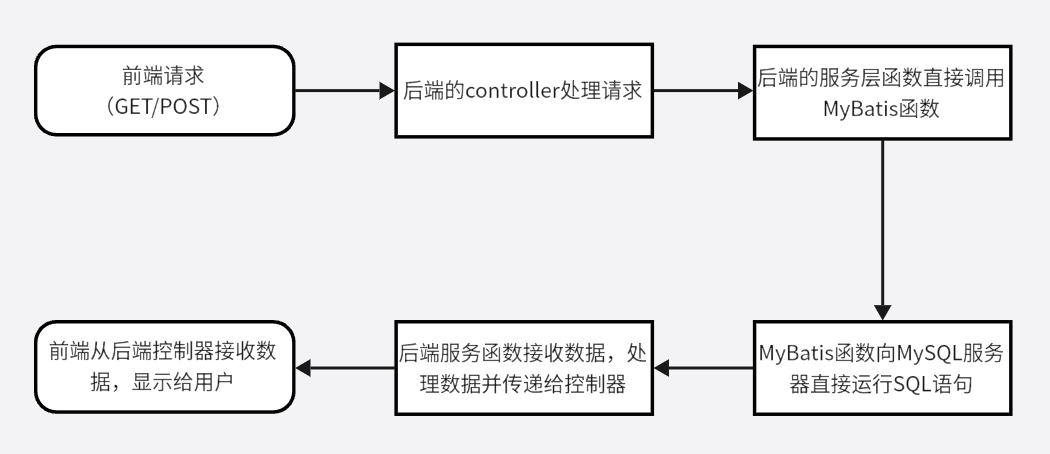 前端请求
（GET/POST）
后端的controller处理请求
后端的服务层函数直接调用
MyBatis函数
MyBatis函数向MySQL服务
器直接运行SQL语句
后端服务函数接收数据，处
理数据并传递给控制器
前端从后端控制器接收数
据，显示给用户